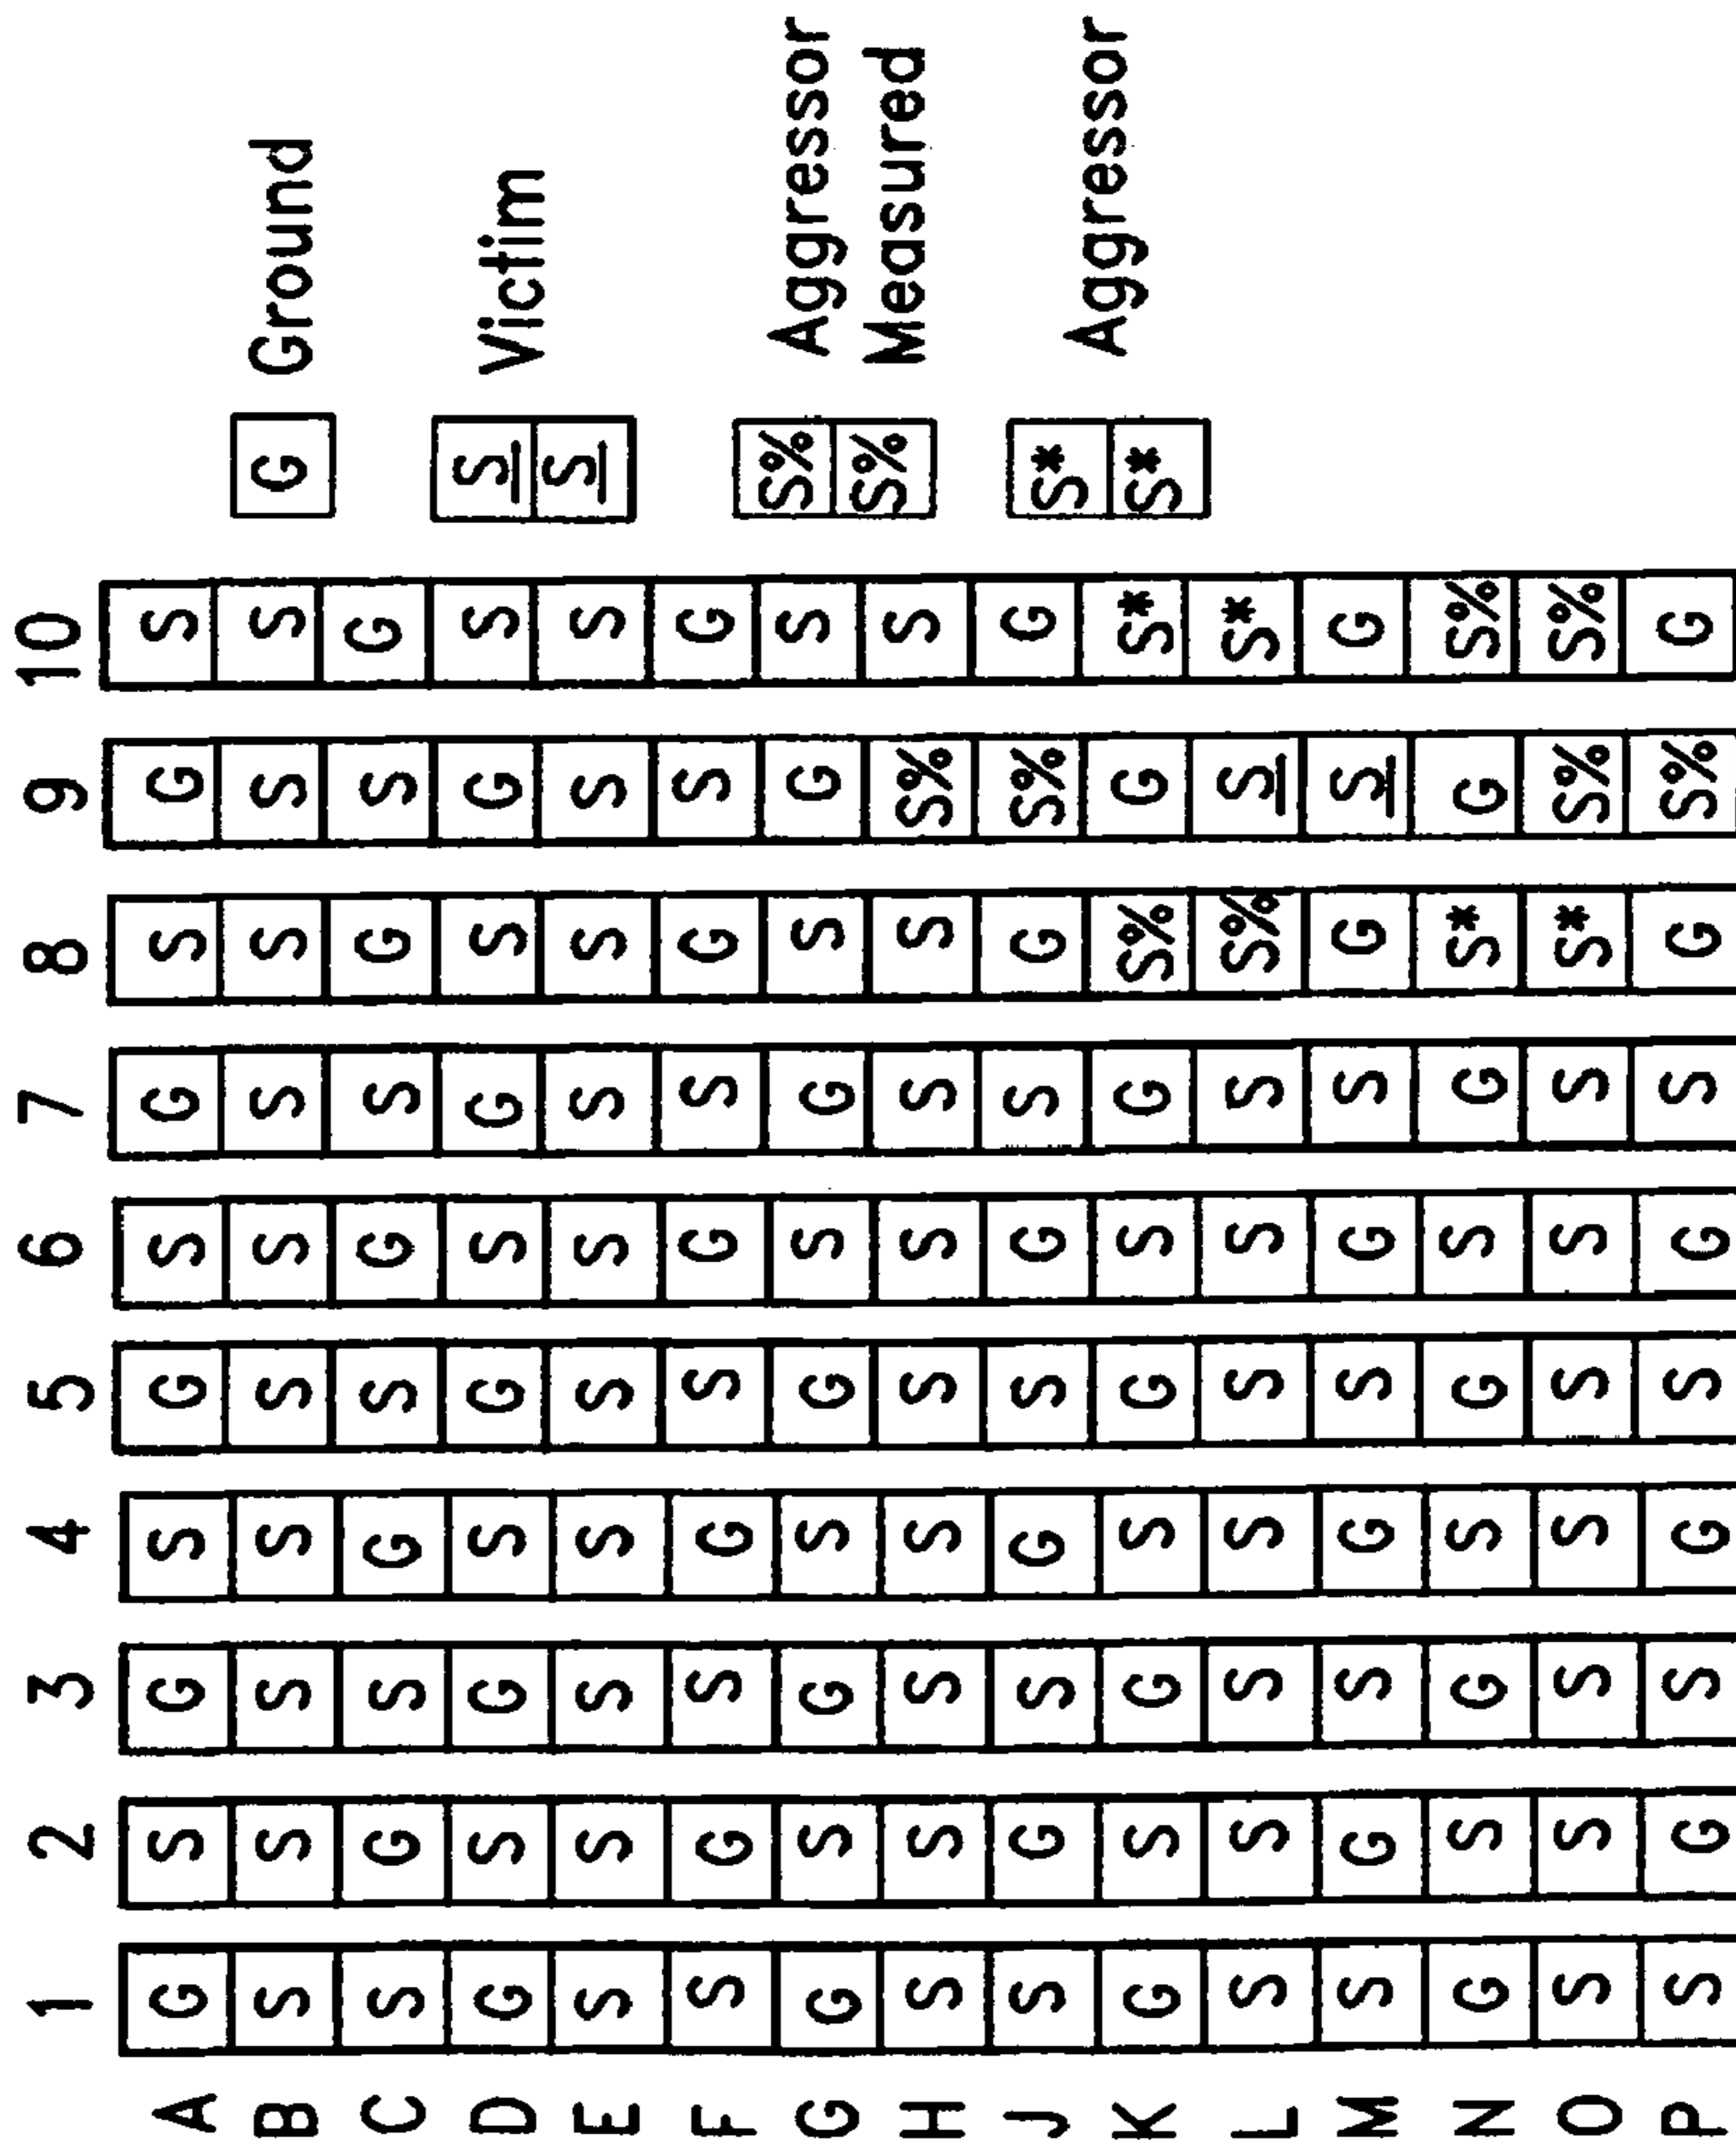 1 2 3 4 5 6 7 8 9 10
A G S G S G S G S G S
B S S S S S S S S S S
C S G S G S G S G S G
D G S G S G S G S G S
E S S S S S S S S S S
F S G S G S G S G S G
G G S G S G S G S G S
H S S S S S S S S S% S
J S G S G S G S G S% G
K G S G S G S G S% G S*
L S S S S S S S S% S S*
M S G S G S G S G S G
N G S G S G S G S* G S%
O S S S S S S S S* S% S%
P S G S G S G S G S% G
G Ground
S
S
Victim
S% Aggressor
S% Measured
S* Aggressor
S*